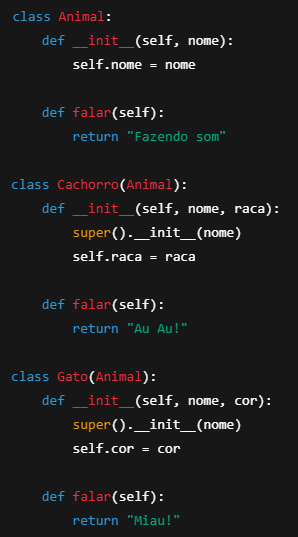 class Animal:
    def __init__(self, nome):
        self.nome = nome

    def falar(self):
        return "Fazendo som"

class Cachorro(Animal):
    def __init__(self, nome, raca):
        super().__init__(nome)
        self.raca = raca

    def falar(self):
        return "Au Au!"

class Gato(Animal):
    def __init__(self, nome, cor):
        super().__init__(nome)
        self.cor = cor

    def falar(self):
        return "Miau!"